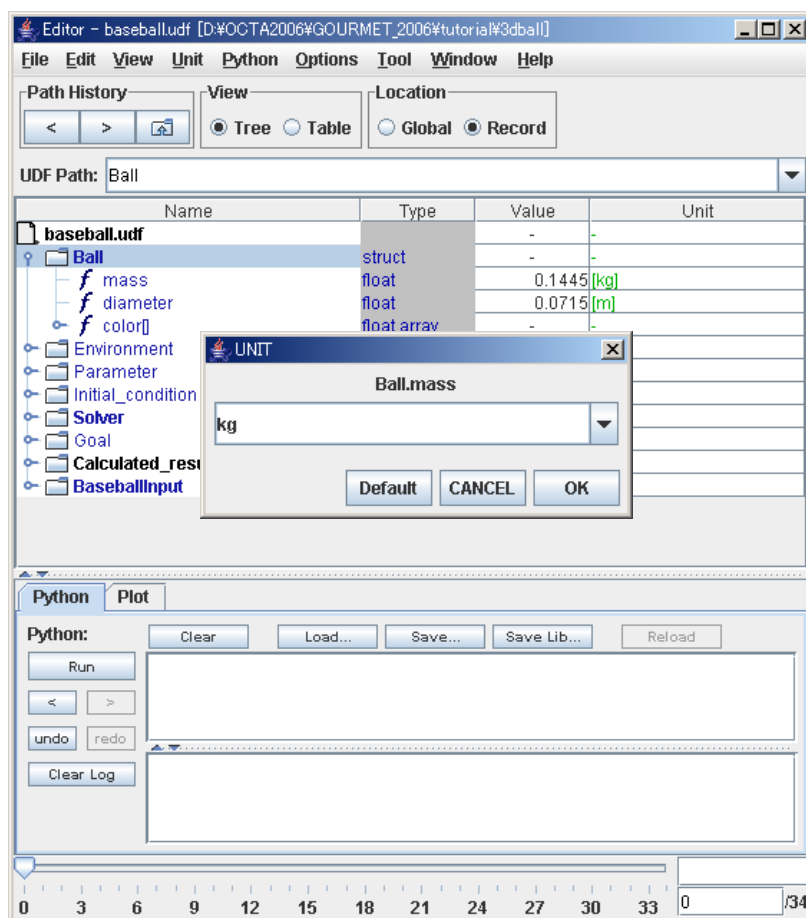 Editor - baseball.udf [D:¥OCTA2006¥GOURMET_2006¥tutorial¥3dball]
File Edit View Unit Python Options Tool Window Help
Path History View Location
< > Tree Table Global Record
UDF Path: Ball
Name Type Value Unit
baseball.udf - -
Ball struct - -
f mass float 0.1445 [kg]
f diameter float 0.0715 [m]
f color[] float array - -
Environment
Parameter
Initial_condition
Solver
Goal
Calculated_resu
BaseballInput
UNIT
Ball.mass
kg
Default CANCEL OK
Python Plot
Python: Clear Load... Save... Save Lib... Reload
Run
< >
undo redo
Clear Log
0 3 6 9 12 15 18 21 24 27 30 33 0 /34